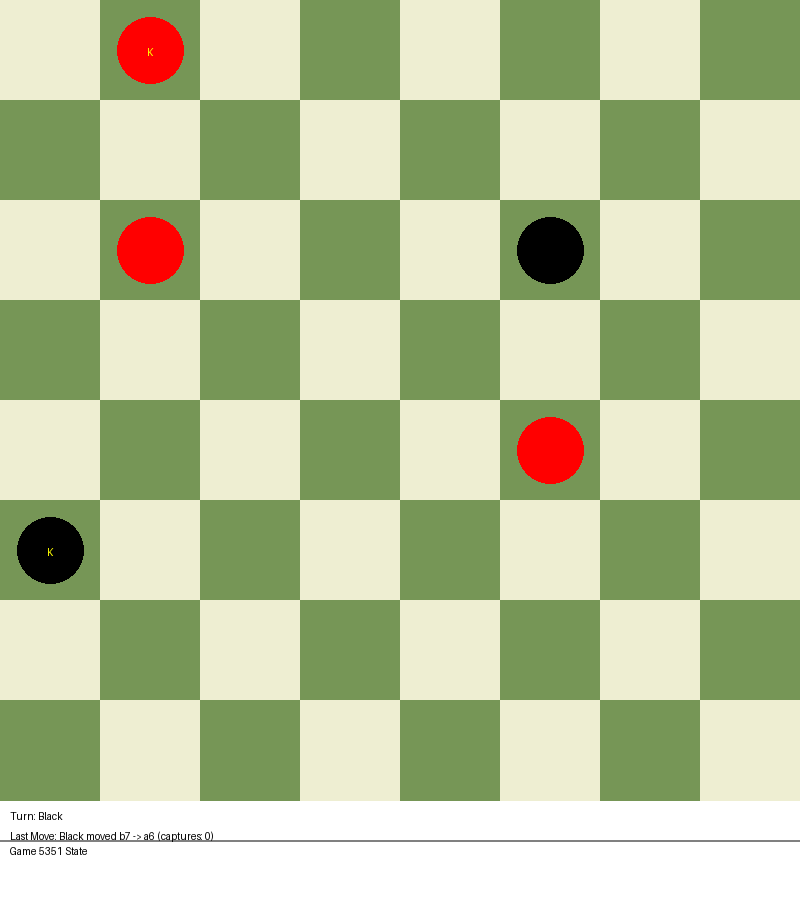 K
K
Turn: Black
Last Move: Black moved b7 -> a6 (captures: 0)
Game 5351 State